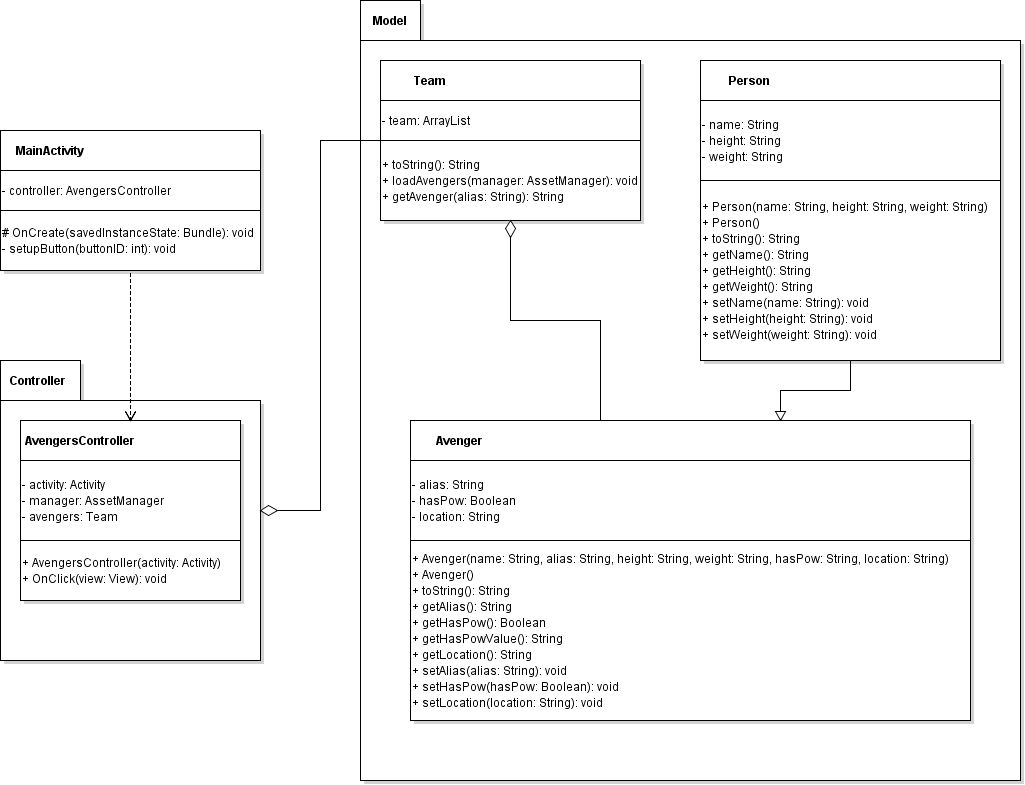 Model
Team
- team: ArrayList
+ toString(): String
+ loadAvengers(manager: AssetManager): void
+ getAvenger(alias: String): String
Person
- name: String
- height: String
- weight: String
+ Person(name: String, height: String, weight: String)
+ Person()
+ toString(): String
+ getName(): String
+ getHeight(): String
+ getWeight(): String
+ setName(name: String): void
+ setHeight(height: String): void
+ setWeight(weight: String): void
MainActivity
- controller: AvengersController
# OnCreate(savedInstanceState: Bundle): void
- setupButton(buttonID: int): void
Controller
AvengersController
- activity: Activity
- manager: AssetManager
- avengers: Team
+ AvengersController(activity: Activity)
+ OnClick(view: View): void
Avenger
- alias: String
- hasPow: Boolean
- location: String
+ Avenger(name: String, alias: String, height: String, weight: String, hasPow: String, location: String)
+ Avenger()
+ toString(): String
+ getAlias(): String
+ getHasPow(): Boolean
+ getHasPowValue(): String
+ getLocation(): String
+ setAlias(alias: String): void
+ setHasPow(hasPow: Boolean): void
+ setLocation(location: String): void